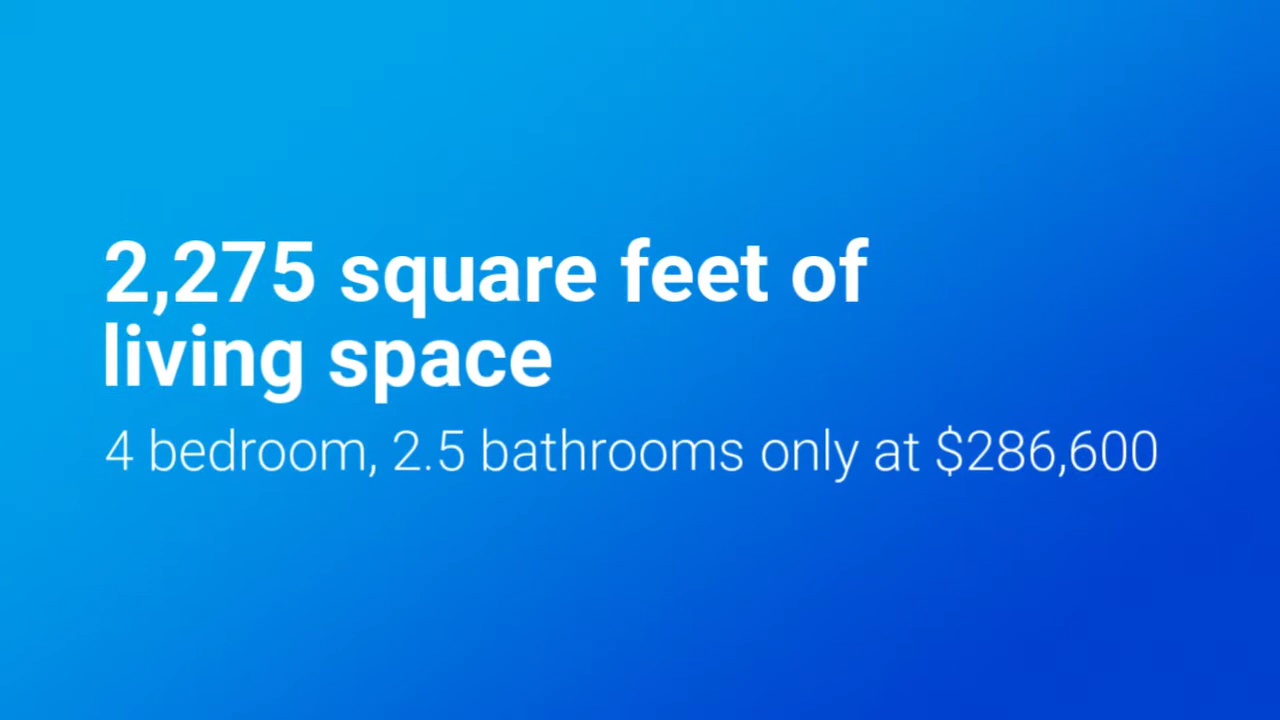 2,275 square feet of
living space
4 bedroom, 2.5 bathrooms only at $286,600